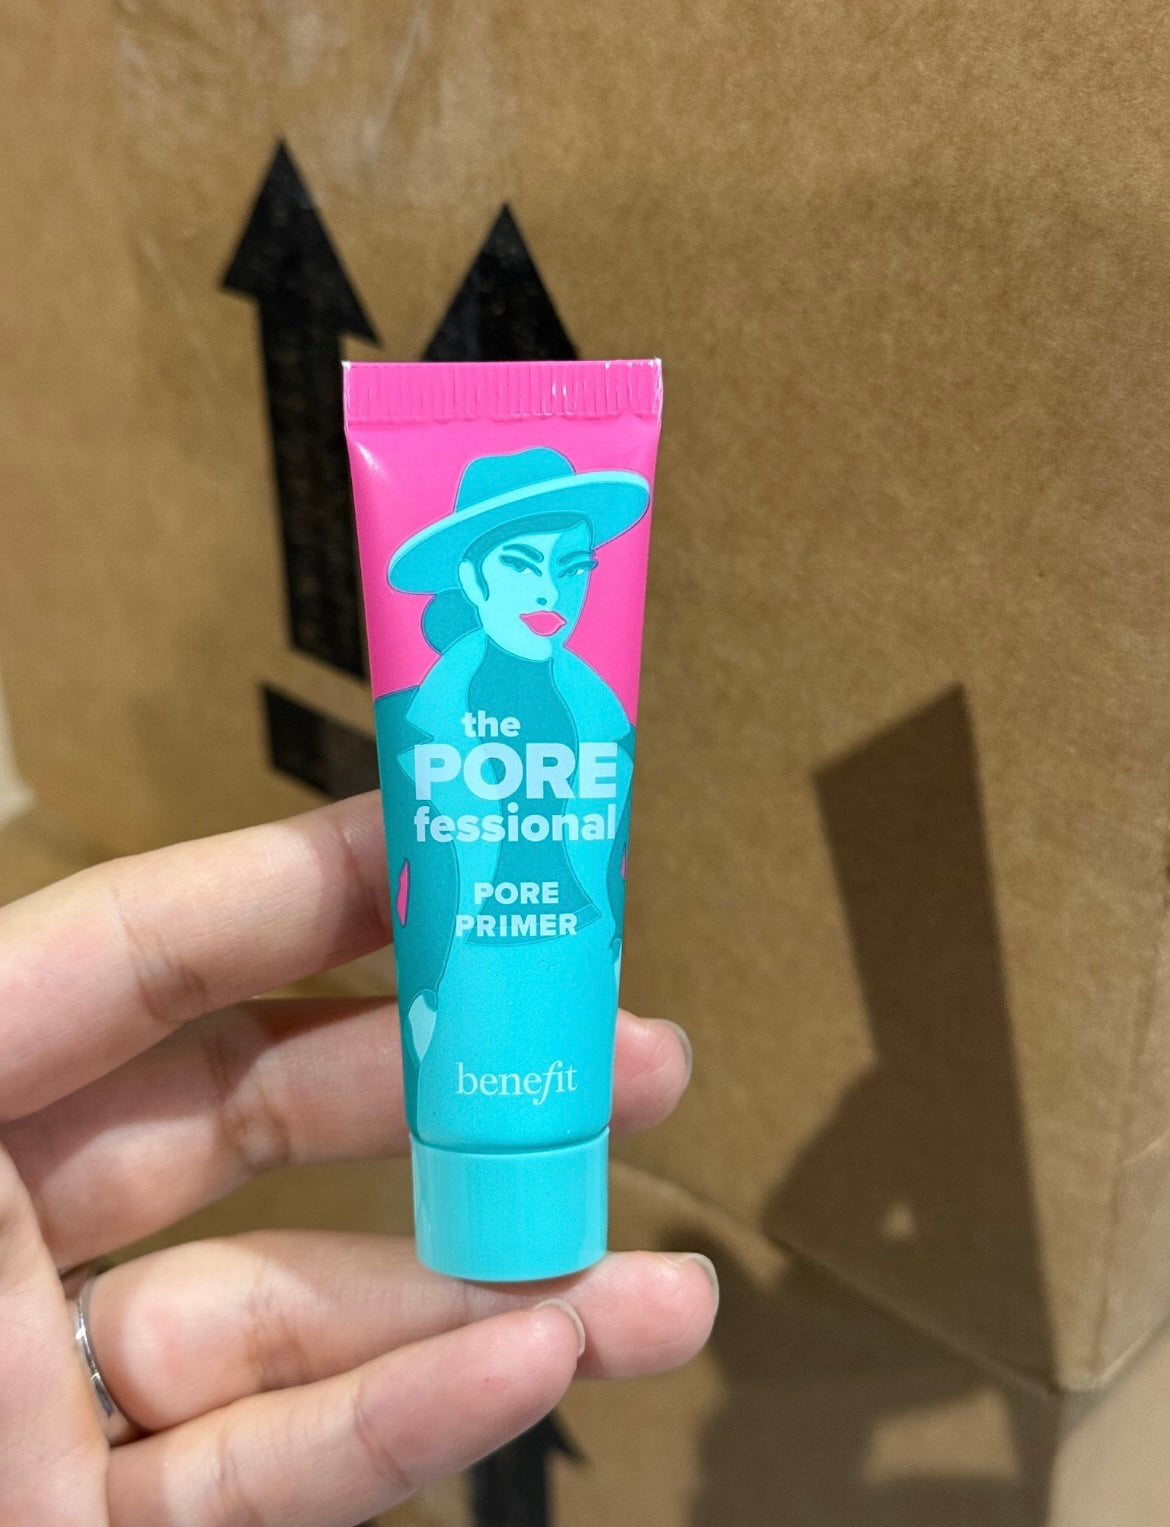 the
PORE
fessional
PORE
PRIMER
benefit